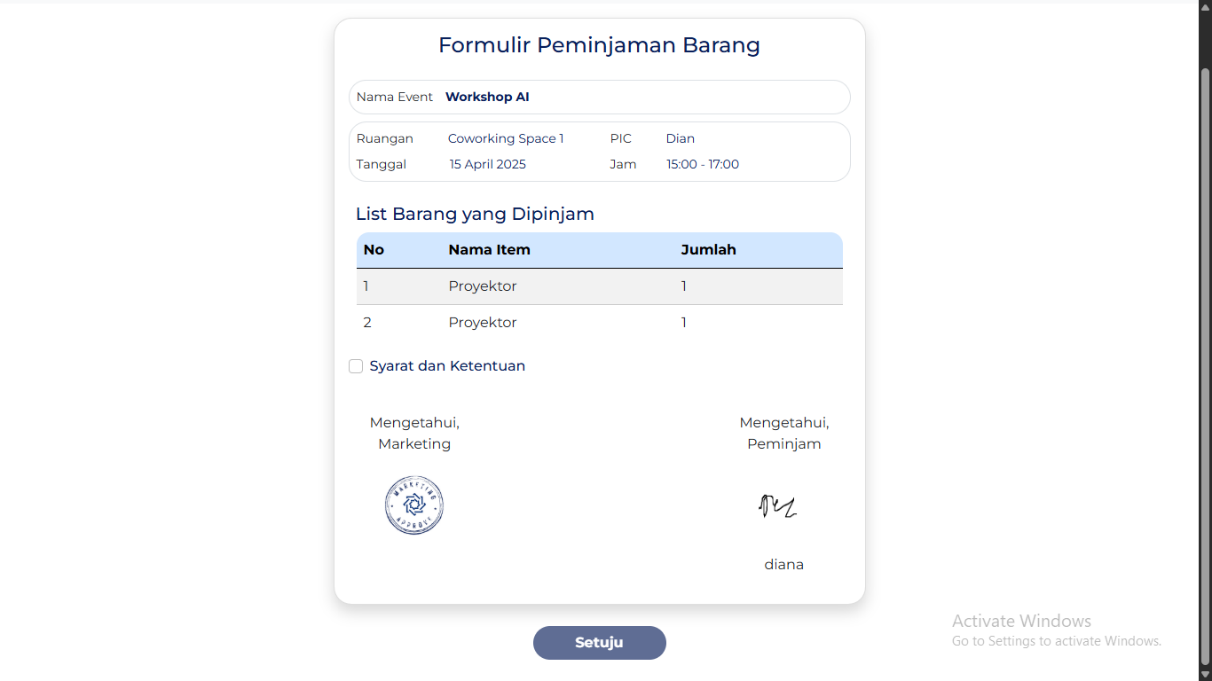 Formulir Peminjaman Barang
Nama Event Workshop AI
Ruangan Coworking Space 1 PIC Dian
Tanggal 15 April 2025 Jam 15:00 - 17:00
List Barang yang Dipinjam
No Nama Item Jumlah
1 Proyektor 1
2 Proyektor 1
Syarat dan Ketentuan
Mengetahui, Mengetahui,
Marketing Peminjam
MARKETING
diana
Setuju
Activate Windows
Go to Settings to activate Windows.